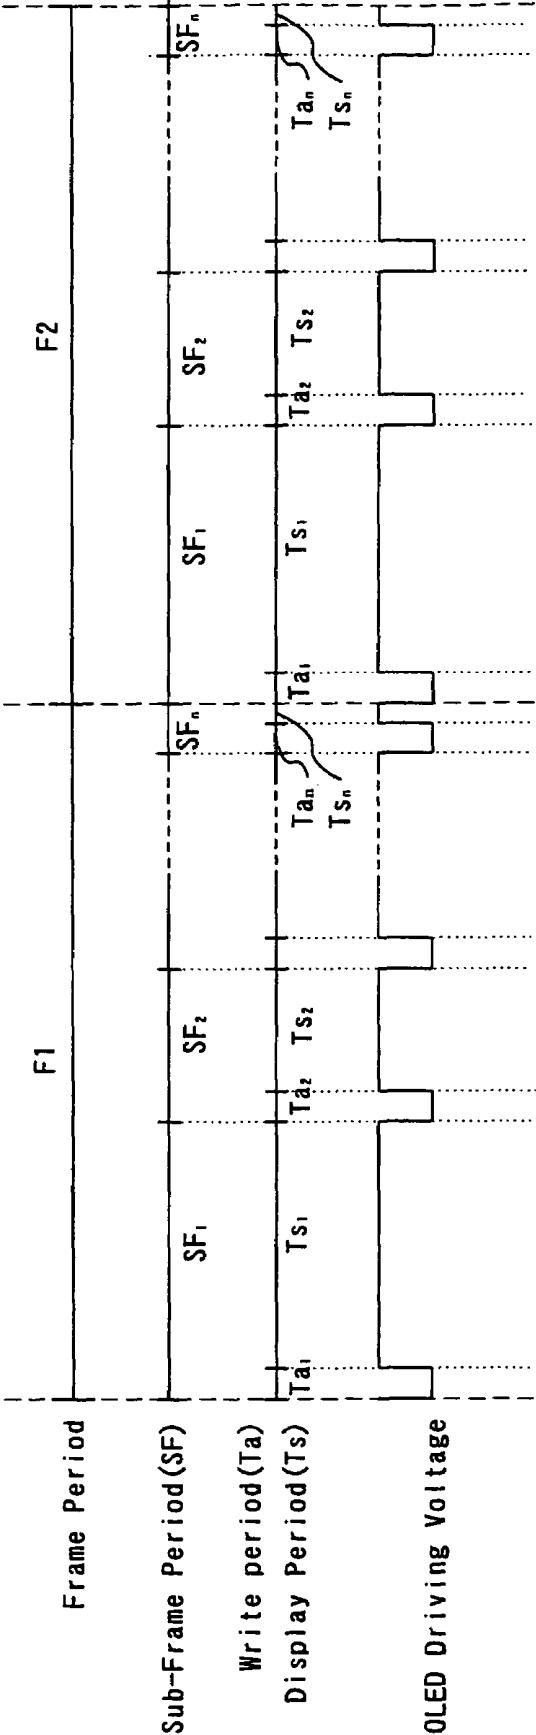 Frame Period
F1
F2
Sub-Frame Period(SF)
SF₁
SF₂
SFₙ
SF₁
SF₂
SFₙ
Write period(Ta)
Display Period(Ts)
Ta₁
Ts₁
Ta₂
Ts₂
Taₙ
Tsₙ
Ta₁
Ts₁
Ta₂
Ts₂
Taₙ
Tsₙ
OLED Driving Voltage